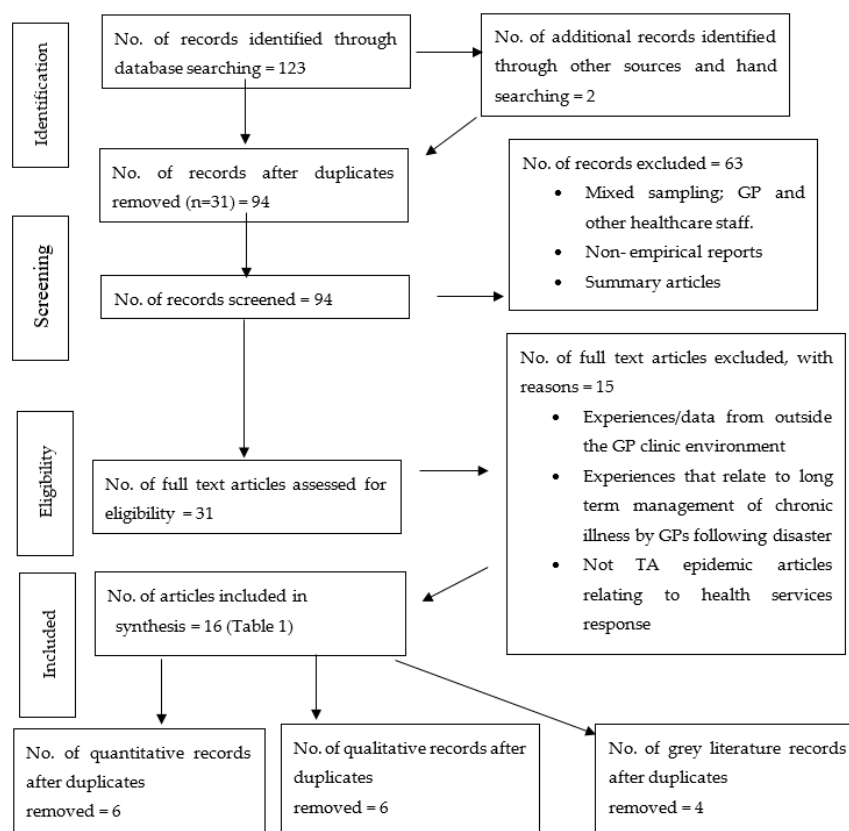 Identification
No. of records identified through
database searching = 123
No. of additional records identified
through other sources and hand
searching = 2
No. of records after duplicates
removed (n=31) = 94
No. of records excluded = 63
• Mixed sampling; GP and
other healthcare staff.
• Non- empirical reports
• Summary articles
Screening
No. of records screened = 94
No. of full text articles excluded, with
reasons = 15
• Experiences/data from outside
the GP clinic environment
• Experiences that relate to long
term management of chronic
illness by GPs following disaster
• Not TA epidemic articles
relating to health services
response
Eligibility
No. of full text articles assessed for
eligibility = 31
Included
No. of articles included in
synthesis = 16 (Table 1)
No. of quantitative records
after duplicates
removed = 6
No. of qualitative records after
duplicates
removed = 6
No. of grey literature records
after duplicates
removed = 4